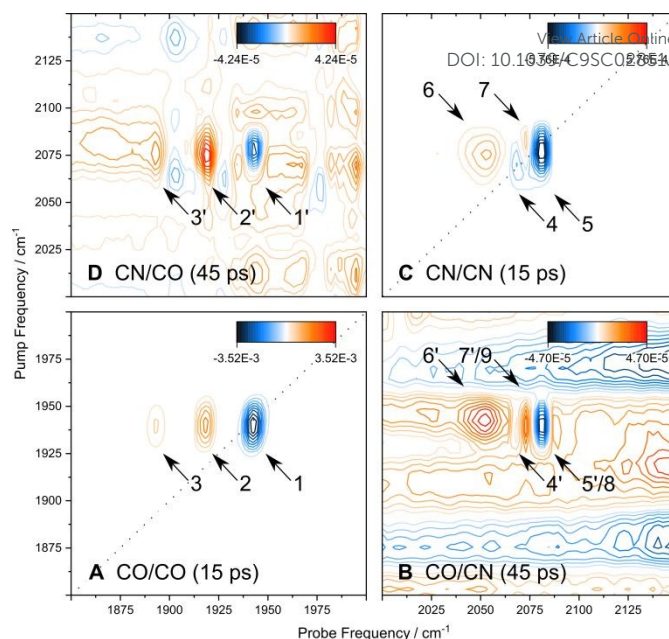 View Article Online
DOI: 10.1039/C9SC02851
Pump Frequency / cm⁻¹
2125
2100
2075
2050
2025
-4.24E-5 4.24E-5
3' 2' 1'
D CN/CO (45 ps)
6 7
4 5
C CN/CN (15 ps)
1975
1950
1925
1900
1875
-3.52E-3 3.52E-3
3 2 1
A CO/CO (15 ps)
-4.70E-5 4.70E-5
6' 7'/9
4' 5'/8
B CO/CN (45 ps)
1875 1900 1925 1950 1975
2025 2050 2075 2100 2125
Probe Frequency / cm⁻¹